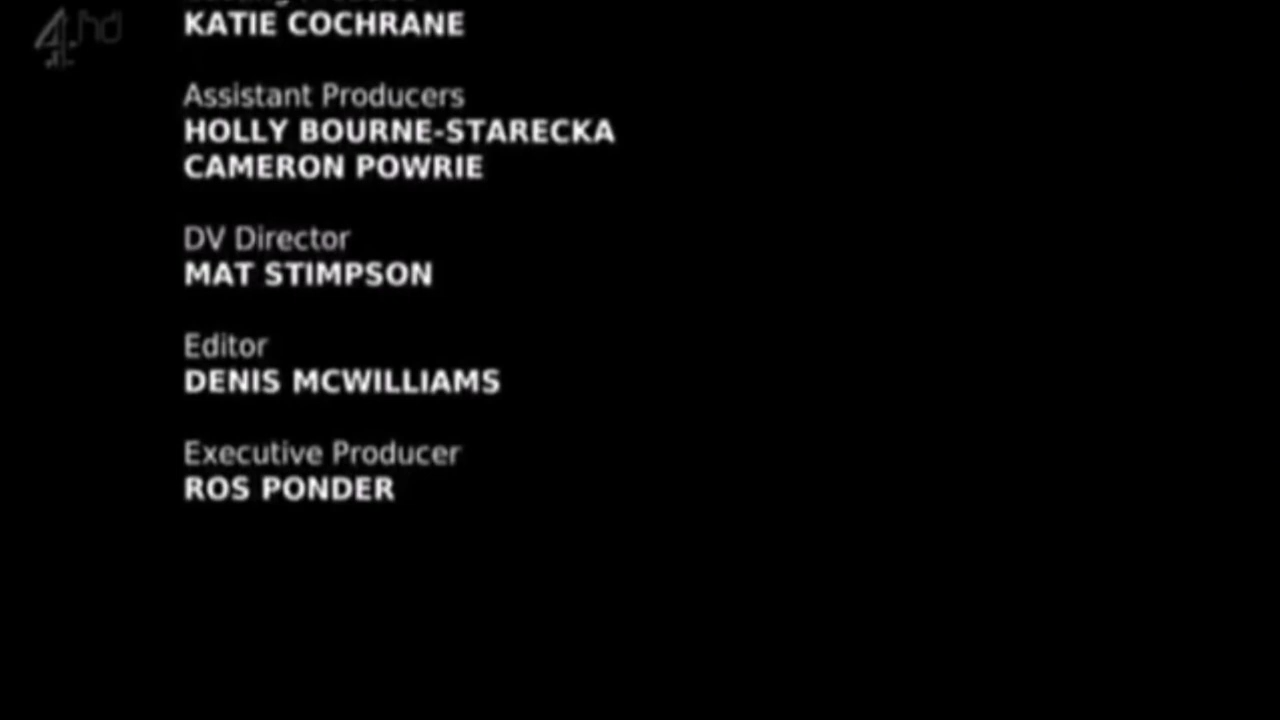 4hd
KATIE COCHRANE
Assistant Producers
HOLLY BOURNE-STARECKA
CAMERON POWRIE
DV Director
MAT STIMPSON
Editor
DENIS MCWILLIAMS
Executive Producer
ROS PONDER